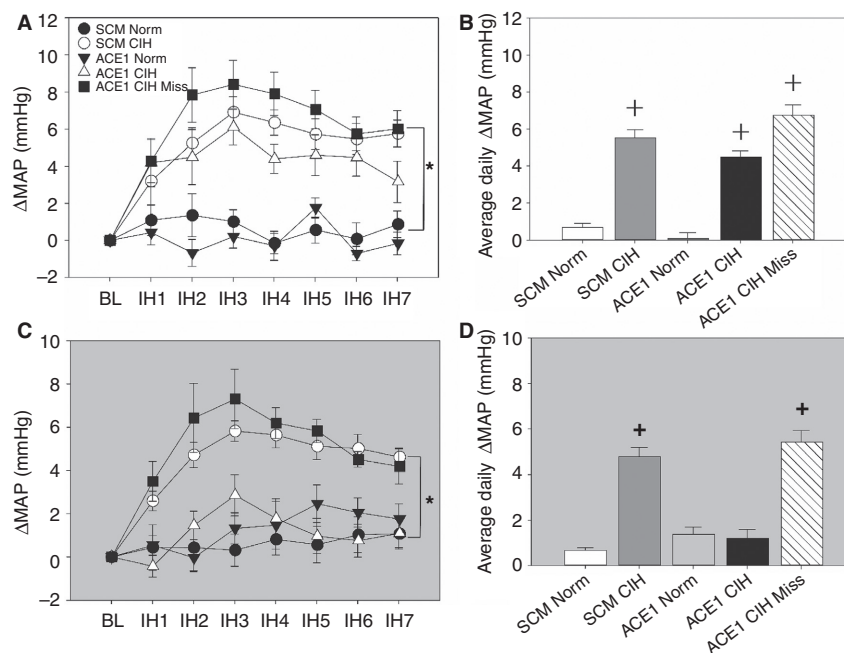 A
12
10
8
6
4
2
0
−2
ΔMAP (mmHg)
SCM Norm
SCM CIH
ACE1 Norm
ACE1 CIH
ACE1 CIH Miss
*
BL IH1 IH2 IH3 IH4 IH5 IH6 IH7
B
12
10
8
6
4
2
0
Average daily ΔMAP (mmHg)
+
+
+
SCM Norm
SCM CIH
ACE1 Norm
ACE1 CIH
ACE1 CIH Miss
C
10
8
6
4
2
0
−2
ΔMAP (mmHg)
*
BL IH1 IH2 IH3 IH4 IH5 IH6 IH7
D
10
8
6
4
2
0
Average daily ΔMAP (mmHg)
+
+
SCM Norm
SCM CIH
ACE1 Norm
ACE1 CIH
ACE1 CIH Miss